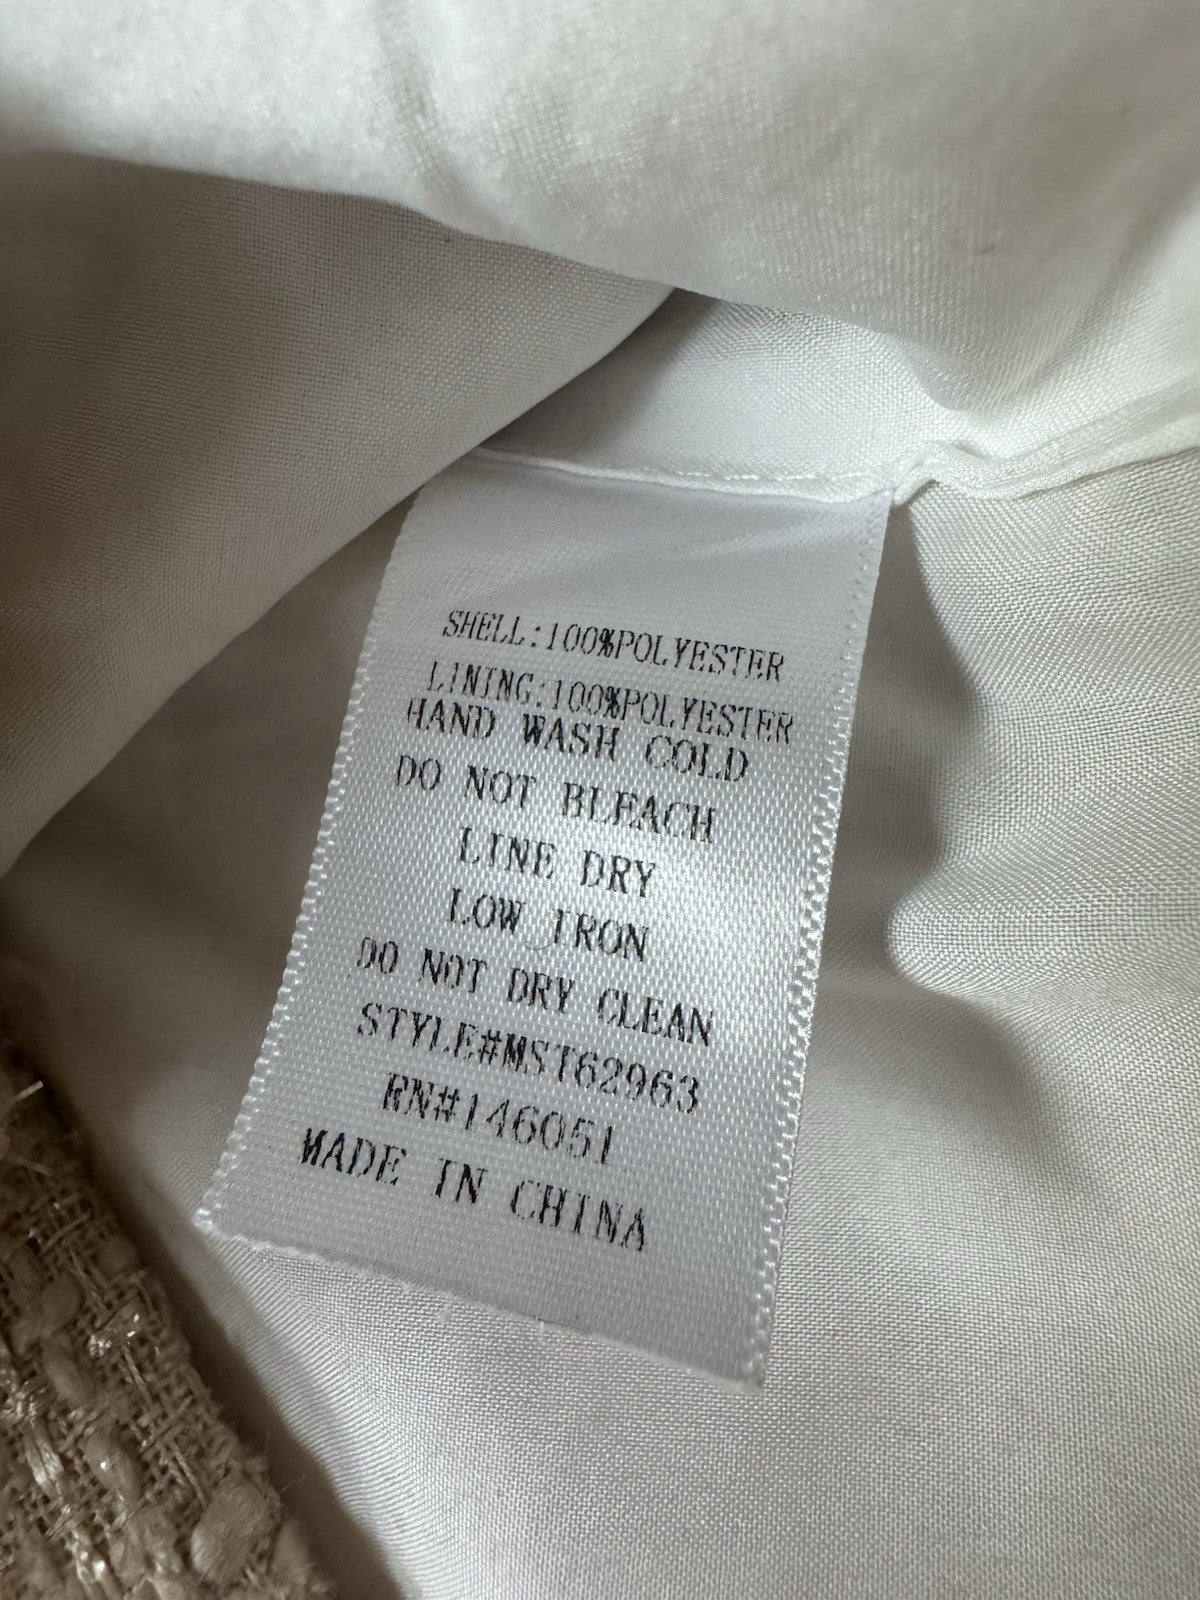 SHELL:100%POLYESTER
LINING:100%POLYESTER
HAND WASH COLD
DO NOT BLEACH
LINE DRY
LOW IRON
DO NOT DRY CLEAN
STYLE#MST62963
RN#146051
MADE IN CHINA